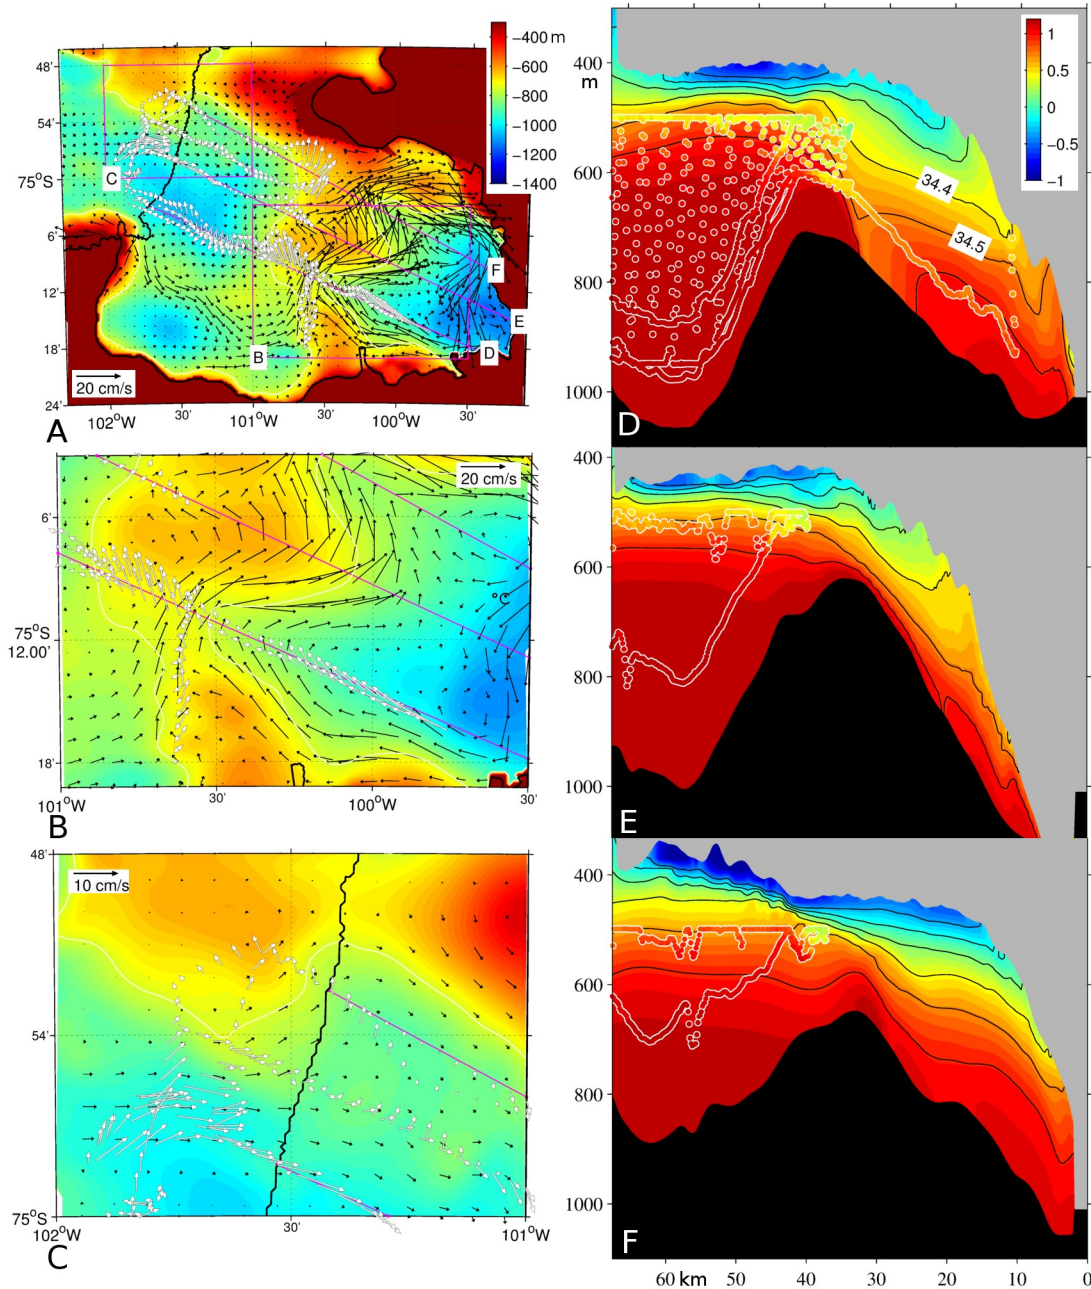 −400 m
−600
−800
−1000
−1200
−1400
48'
54'
75°S
6'
12'
18'
24'
C
F
E
D
B
20 cm/s
102°W
30'
101°W
30'
100°W
A
20 cm/s
6'
75°S
12.00'
18'
°C
101°W
30'
100°W
30'
B
10 cm/s
48'
54'
75°S
102°W
30'
101°W
C
400
m
600
800
1000
34.4
34.5
1
0.5
0
−0.5
−1
D
400
600
800
1000
E
400
600
800
1000
F
60 km 50 40 30 20 10 0